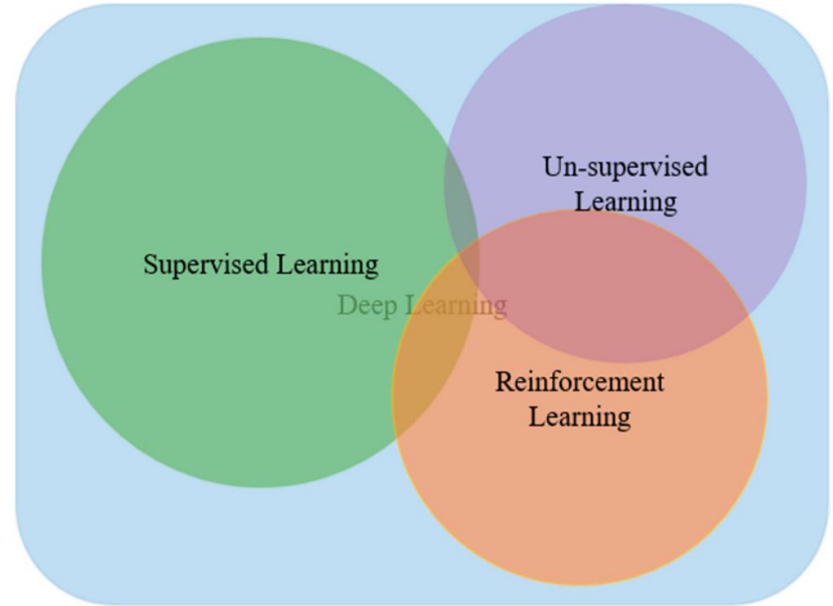 Un-supervised
Learning
Supervised Learning
Deep Learning
Reinforcement
Learning